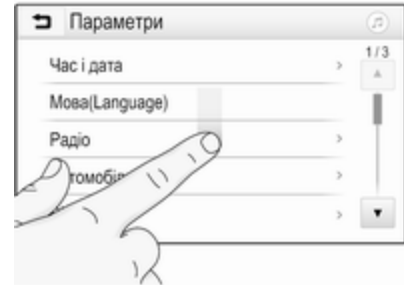 Параметри
1/3
Час і дата
Мова(Language)
Радіо